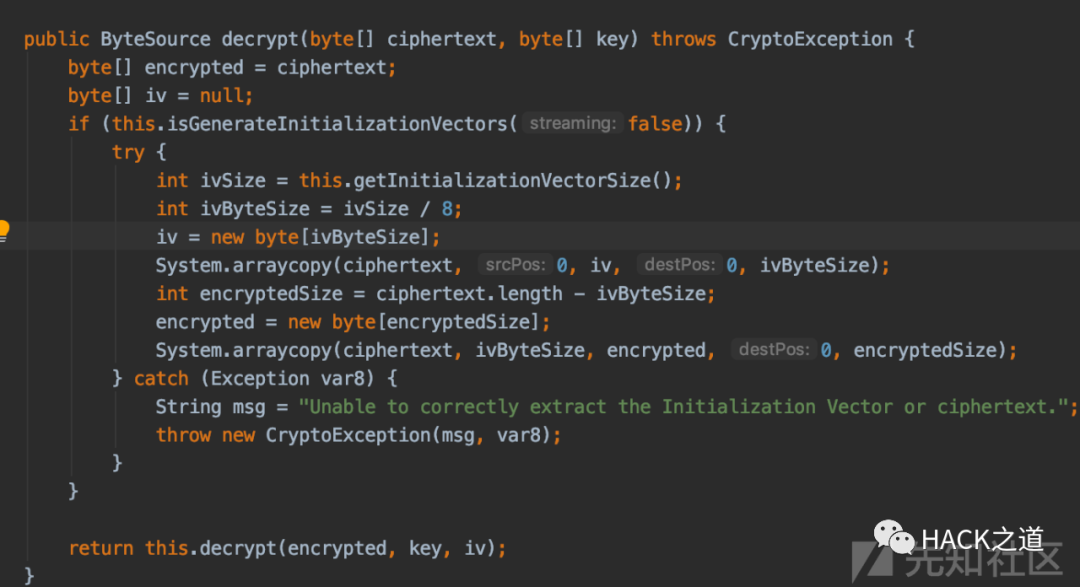 public ByteSource decrypt(byte[] ciphertext, byte[] key) throws CryptoException {
    byte[] encrypted = ciphertext;
    byte[] iv = null;
    if (this.isGenerateInitializationVectors( streaming: false)) {
        try {
            int ivSize = this.getInitializationVectorSize();
            int ivByteSize = ivSize / 8;
            iv = new byte[ivByteSize];
            System.arraycopy(ciphertext, srcPos: 0, iv, destPos: 0, ivByteSize);
            int encryptedSize = ciphertext.length - ivByteSize;
            encrypted = new byte[encryptedSize];
            System.arraycopy(ciphertext, ivByteSize, encrypted, destPos: 0, encryptedSize);
        } catch (Exception var8) {
            String msg = "Unable to correctly extract the Initialization Vector or ciphertext.";
            throw new CryptoException(msg, var8);
        }
    }
    return this.decrypt(encrypted, key, iv);
}
HACK之道
先知社区